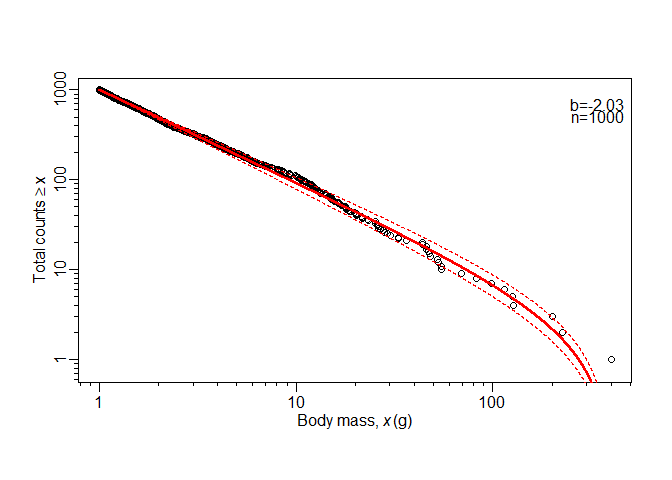 b=-2.03
n=1000
Total counts ≥ x
1000
100
10
1
1
10
100
Body mass, x (g)